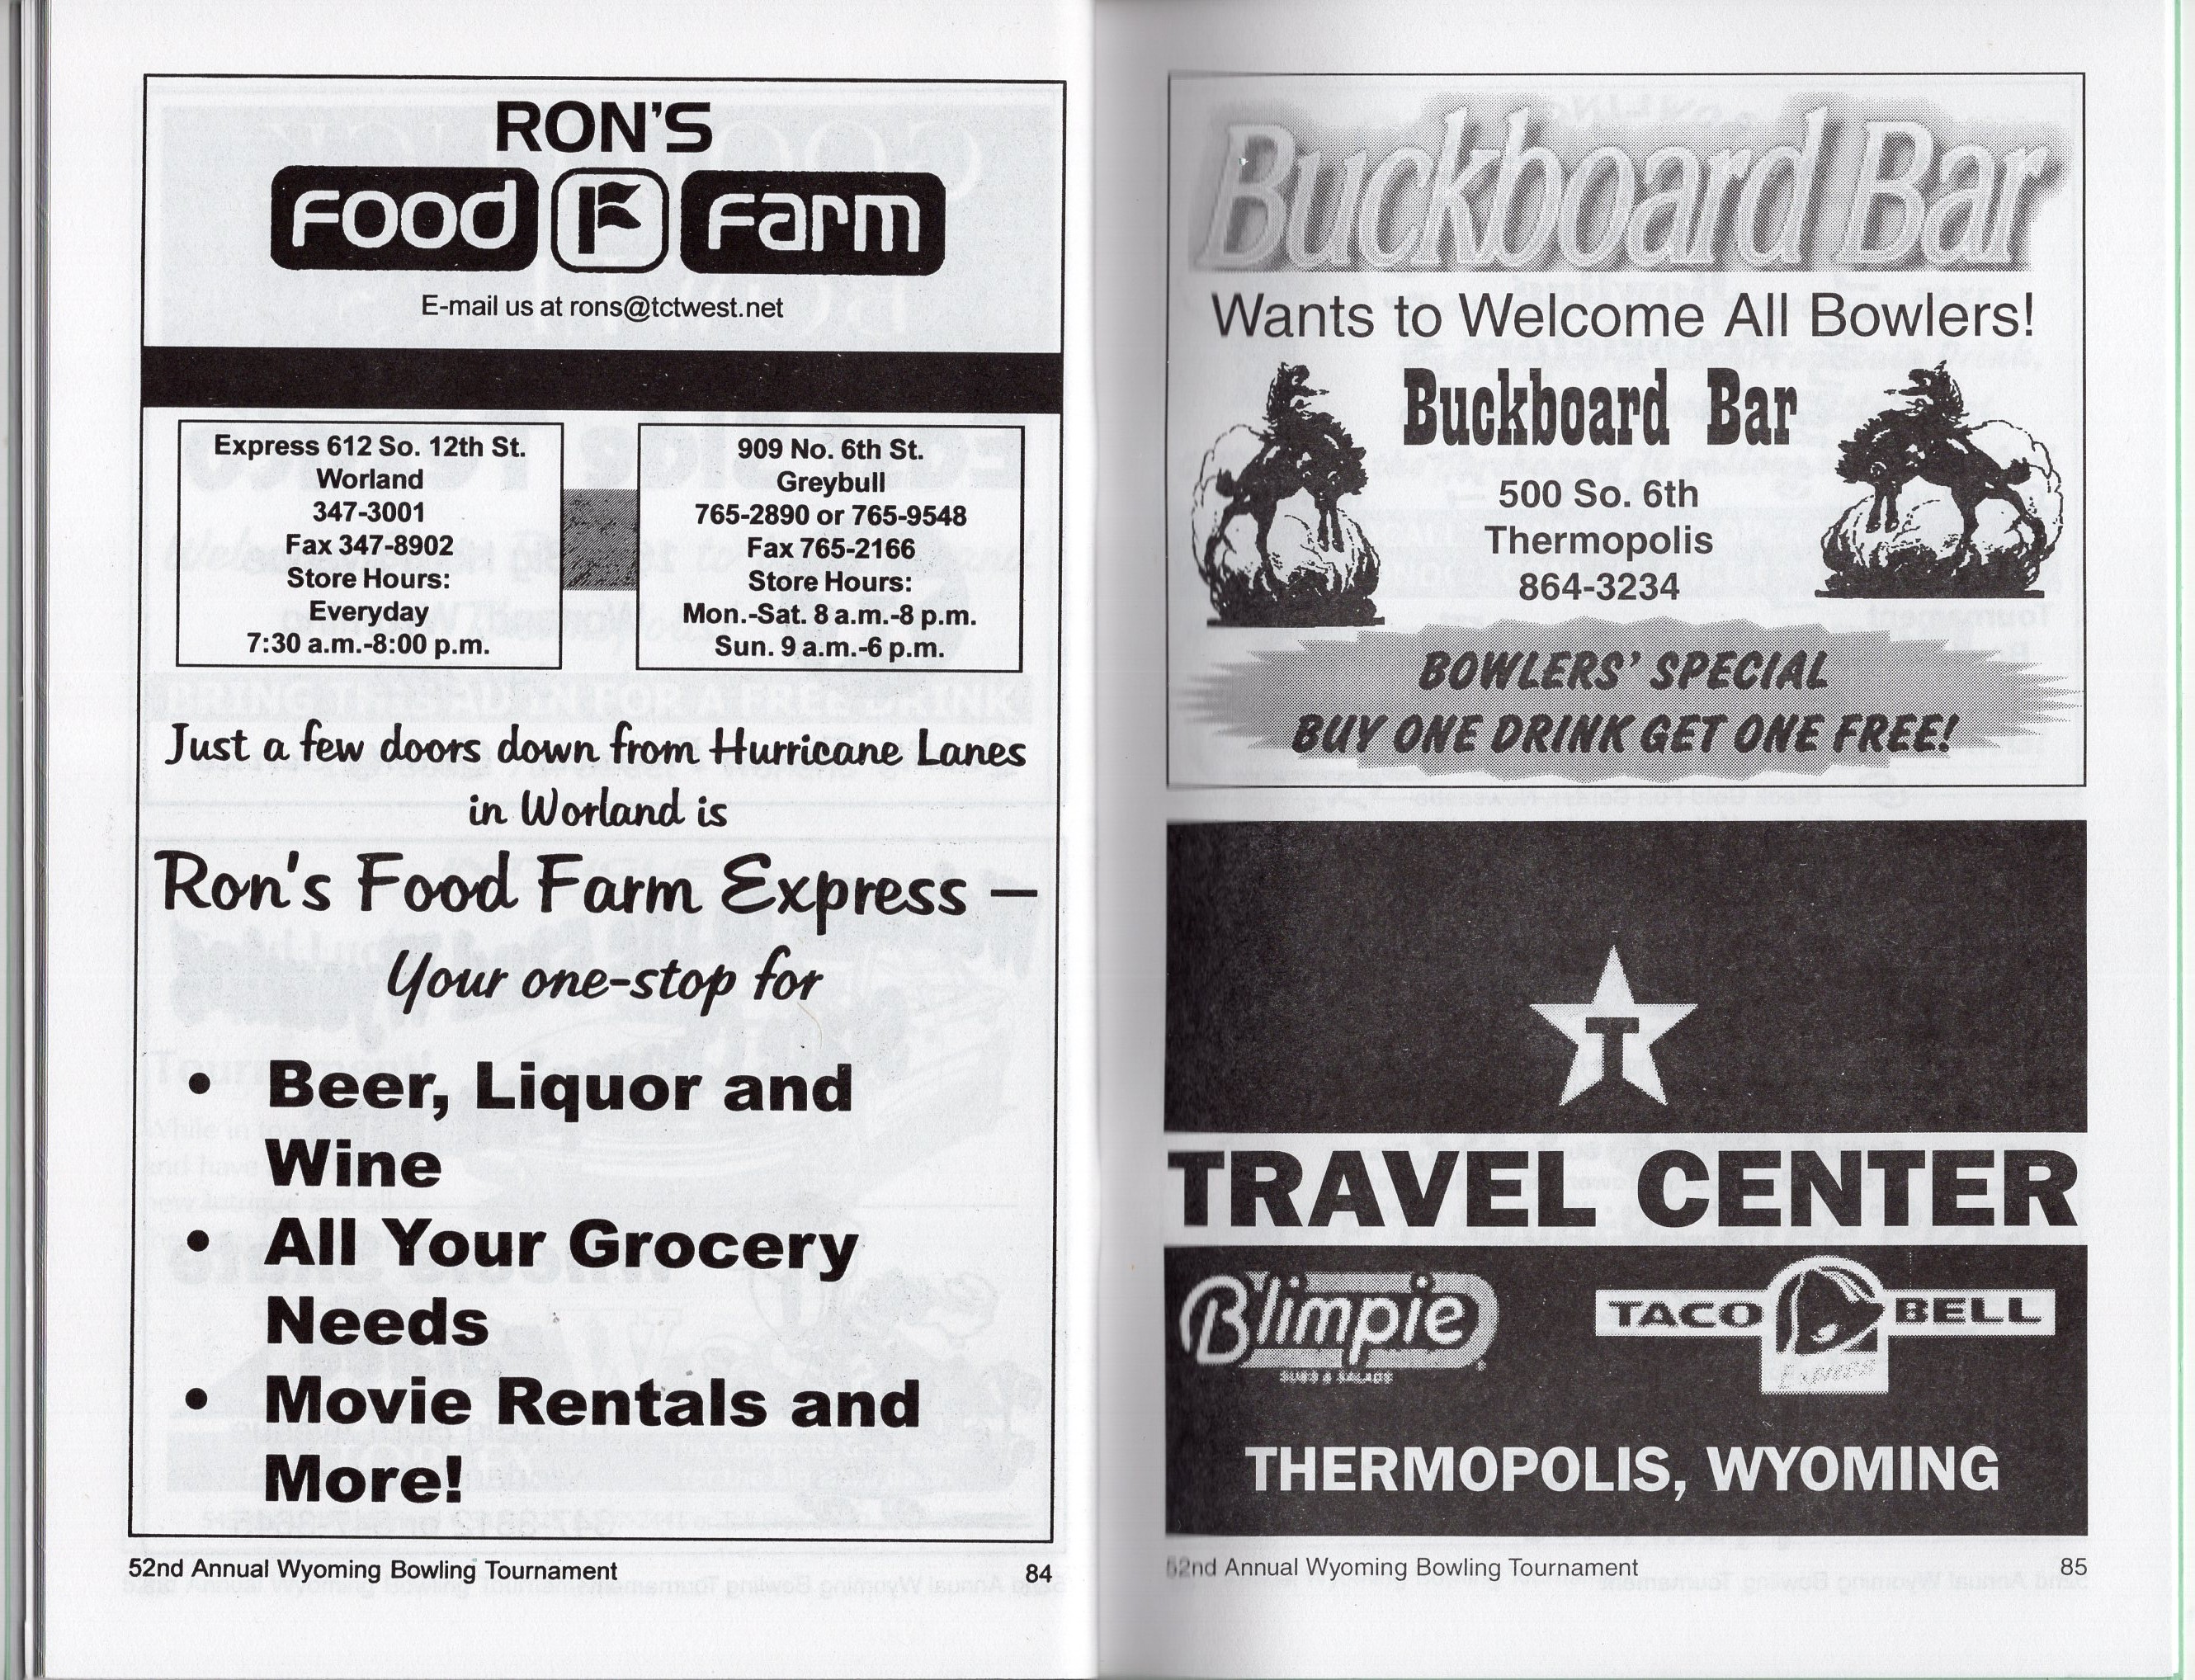 RON'S
Food Farm
E-mail us at rons@tctwest.net
Express 612 So. 12th St.
Worland
347-3001
Fax 347-8902
Store Hours:
Everyday
7:30 a.m.-8:00 p.m.
909 No. 6th St.
Greybull
765-2890 or 765-9548
Fax 765-2166
Store Hours:
Mon.-Sat. 8 a.m.-8 p.m.
Sun. 9 a.m.-6 p.m.
Just a few doors down from Hurricane Lanes
in Worland is
Ron's Food Farm Express –
Your one-stop for
• Beer, Liquor and
Wine
• All Your Grocery
Needs
• Movie Rentals and
More!
52nd Annual Wyoming Bowling Tournament 84
Buckboard Bar
Wants to Welcome All Bowlers!
Buckboard Bar
500 So. 6th
Thermopolis
864-3234
BOWLERS' SPECIAL
BUY ONE DRINK GET ONE FREE!
T
TRAVEL CENTER
Blimpie
SUBS & SALADS
TACO BELL
Express
THERMOPOLIS, WYOMING
52nd Annual Wyoming Bowling Tournament 85